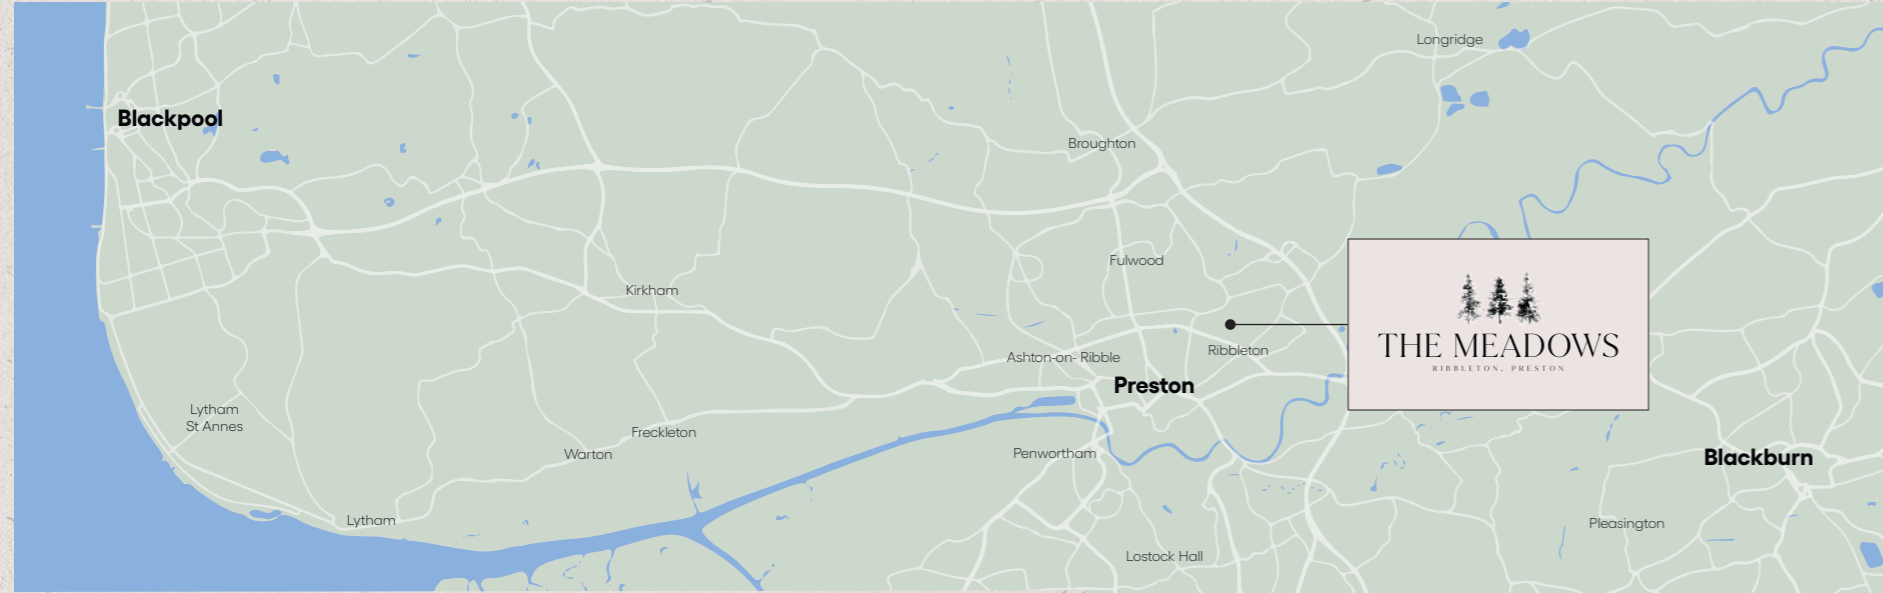 Longridge
Blackpool
Broughton
Fulwood
Kirkham
THE MEADOWS
RIBBLETON, PRESTON
Ribbleton
Ashton-on- Ribble
Preston
Lytham
St Annes
Freckleton
Warton
Penwortham
Blackburn
Lytham
Pleasington
Lostock Hall